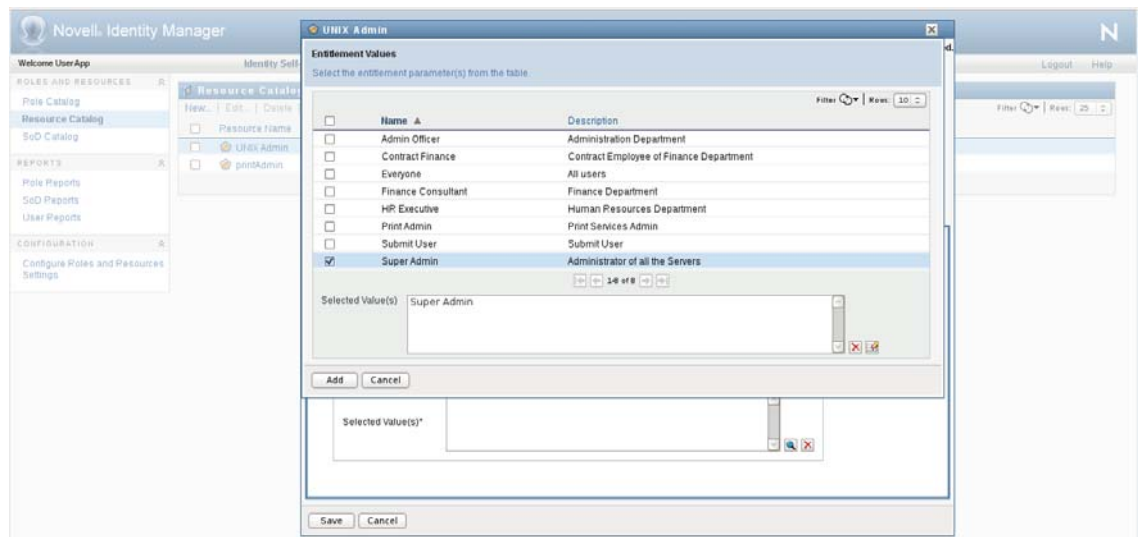 Novell® Identity Manager
N
Welcome UserApp
Identity Self-
Logout Help
ROLES AND RESOURCES
Role Catalog
Resource Catalog
SoD Catalog
REPORTS
Role Reports
SoD Reports
User Reports
CONFIGURATION
Configure Roles and Resources
Settings
Resource Catalo
New... | Edit... | Delete
Filter | Rows: 25
Resource Name
UNIX Admin
printAdmin
UNIX Admin
d.
Entitlement Values
Select the entitlement parameter(s) from the table.
Filter | Rows: 10
Name Description
Admin Officer Administration Department
Contract Finance Contract Employee of Finance Department
Everyone All users
Finance Consultant Finance Department
HR Executive Human Resources Department
Print Admin Print Services Admin
Submit User Submit User
Super Admin Administrator of all the Servers
1-8 of 8
Selected Value(s) Super Admin
Add Cancel
Selected Value(s)*
Save Cancel